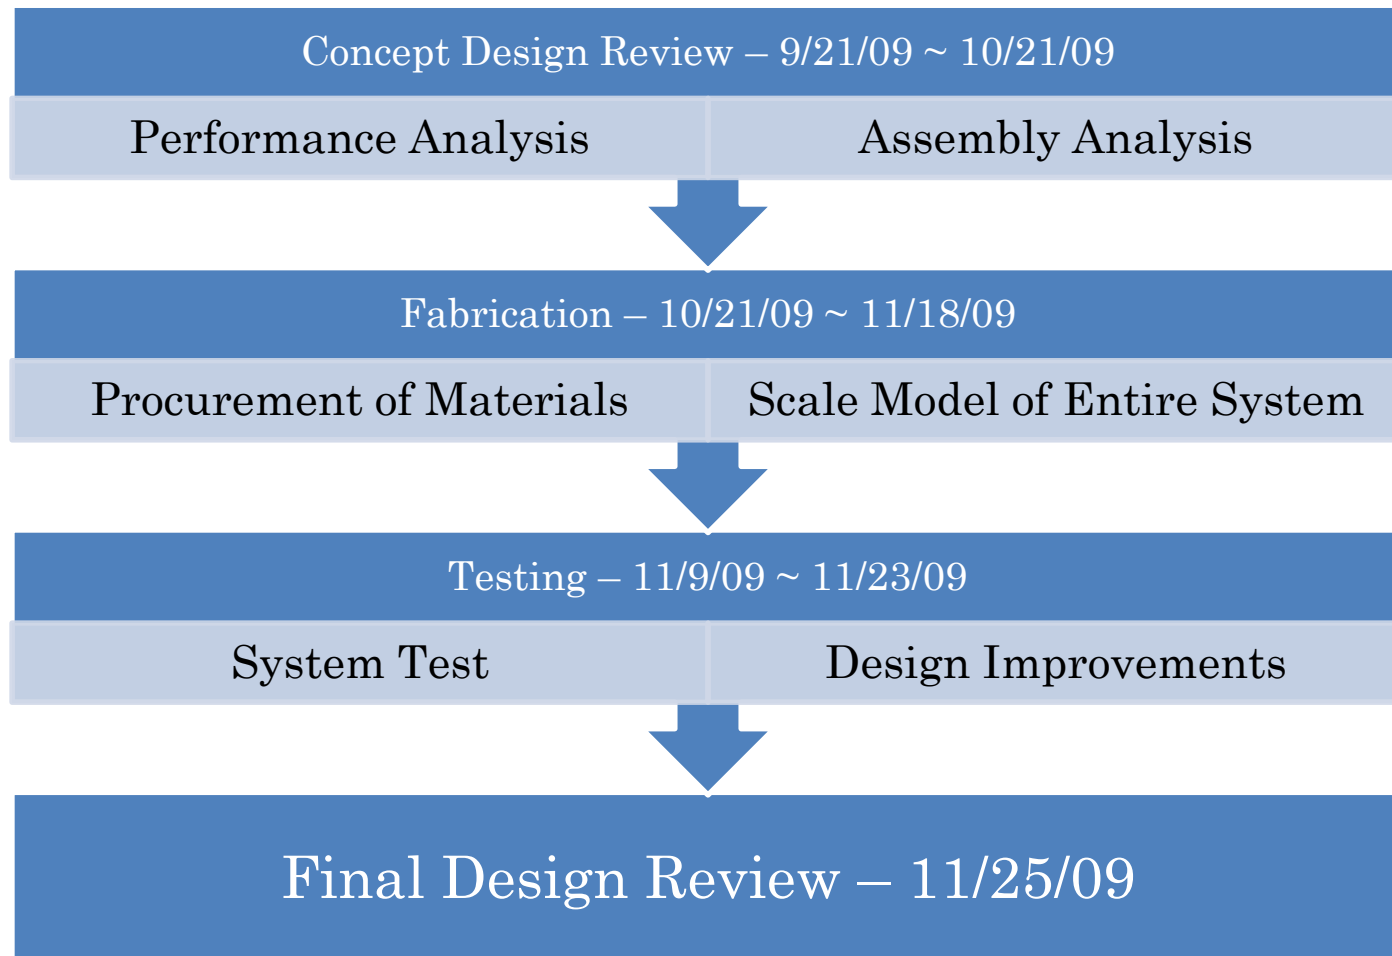 Concept Design Review – 9/21/09 ~ 10/21/09
Performance Analysis
Assembly Analysis
Fabrication – 10/21/09 ~ 11/18/09
Procurement of Materials
Scale Model of Entire System
Testing – 11/9/09 ~ 11/23/09
System Test
Design Improvements
Final Design Review – 11/25/09